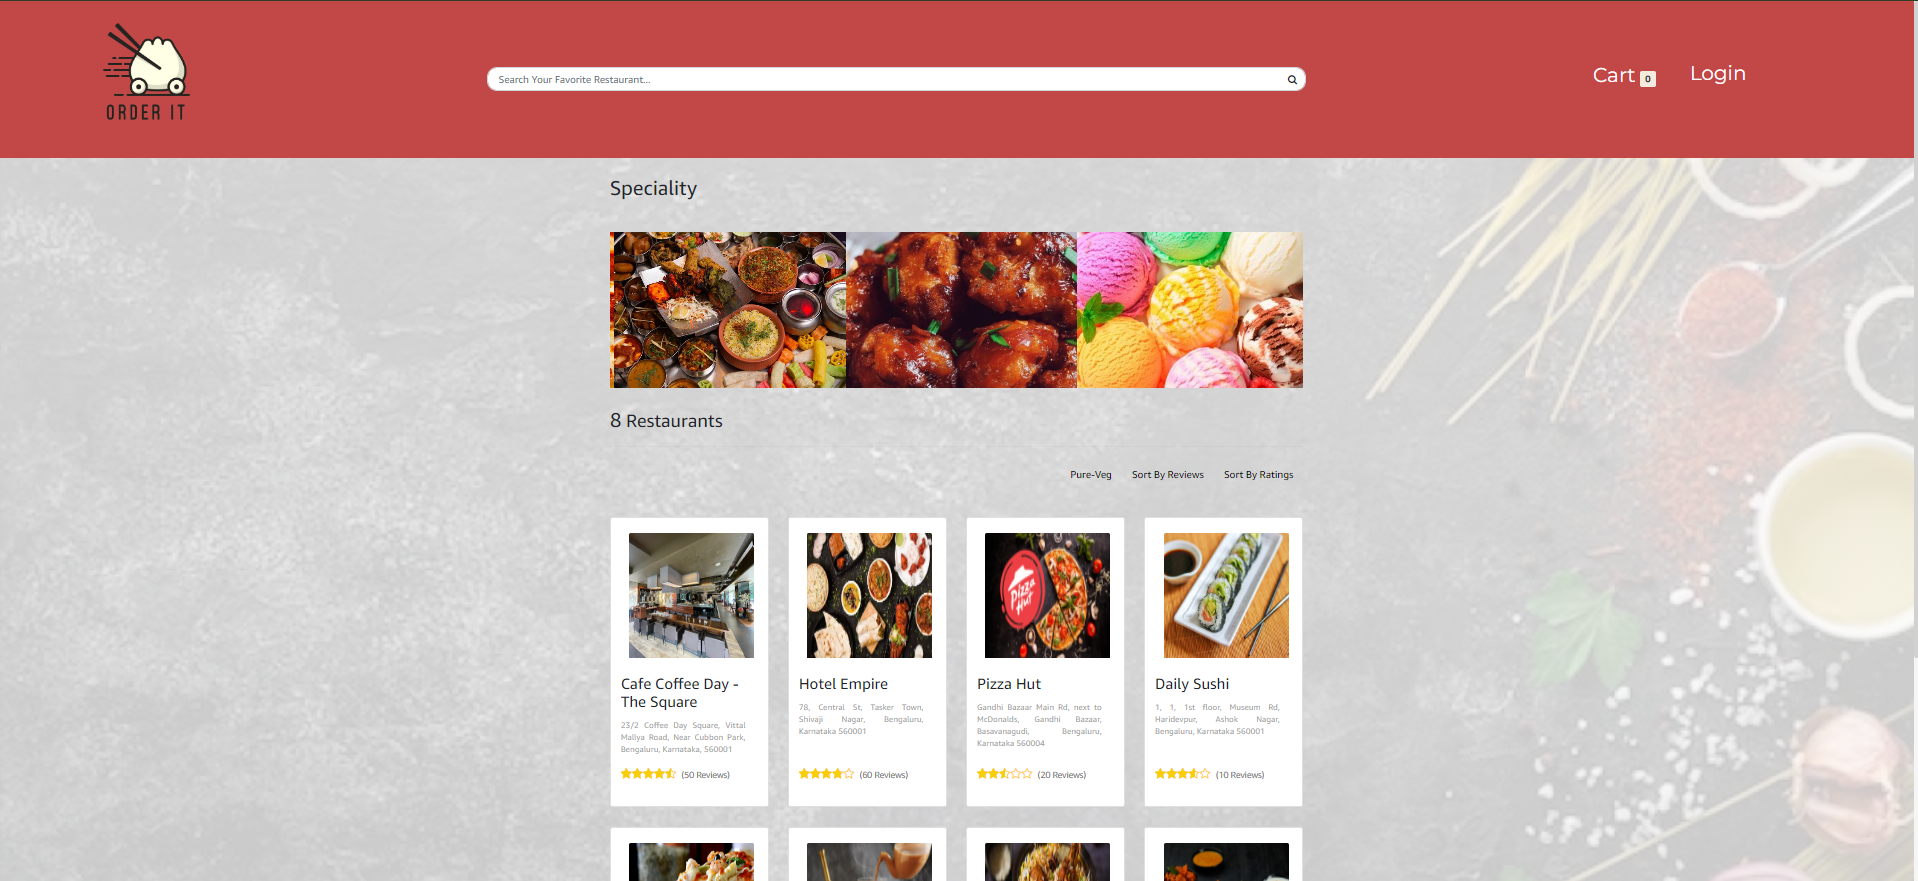 ORDER IT
Search Your Favorite Restaurant...
Cart 0
Login
Speciality
8 Restaurants
Pure-Veg
Sort By Reviews
Sort By Ratings
Pizza
Hut
Cafe Coffee Day -
The Square
23/2 Coffee Day Square, Vittal
Mallya Road, Near Cubbon Park,
Bengaluru, Karnataka, 560001
(50 Reviews)
Hotel Empire
78, Central St, Tasker Town,
Shivaji Nagar, Bengaluru,
Karnataka 560001
(60 Reviews)
Pizza Hut
Gandhi Bazaar Main Rd, next to
McDonalds, Gandhi Bazaar,
Basavanagudi, Bengaluru,
Karnataka 560004
(20 Reviews)
Daily Sushi
1, 1, 1st floor, Museum Rd,
Haridevpur, Ashok Nagar,
Bengaluru, Karnataka 560001
(10 Reviews)